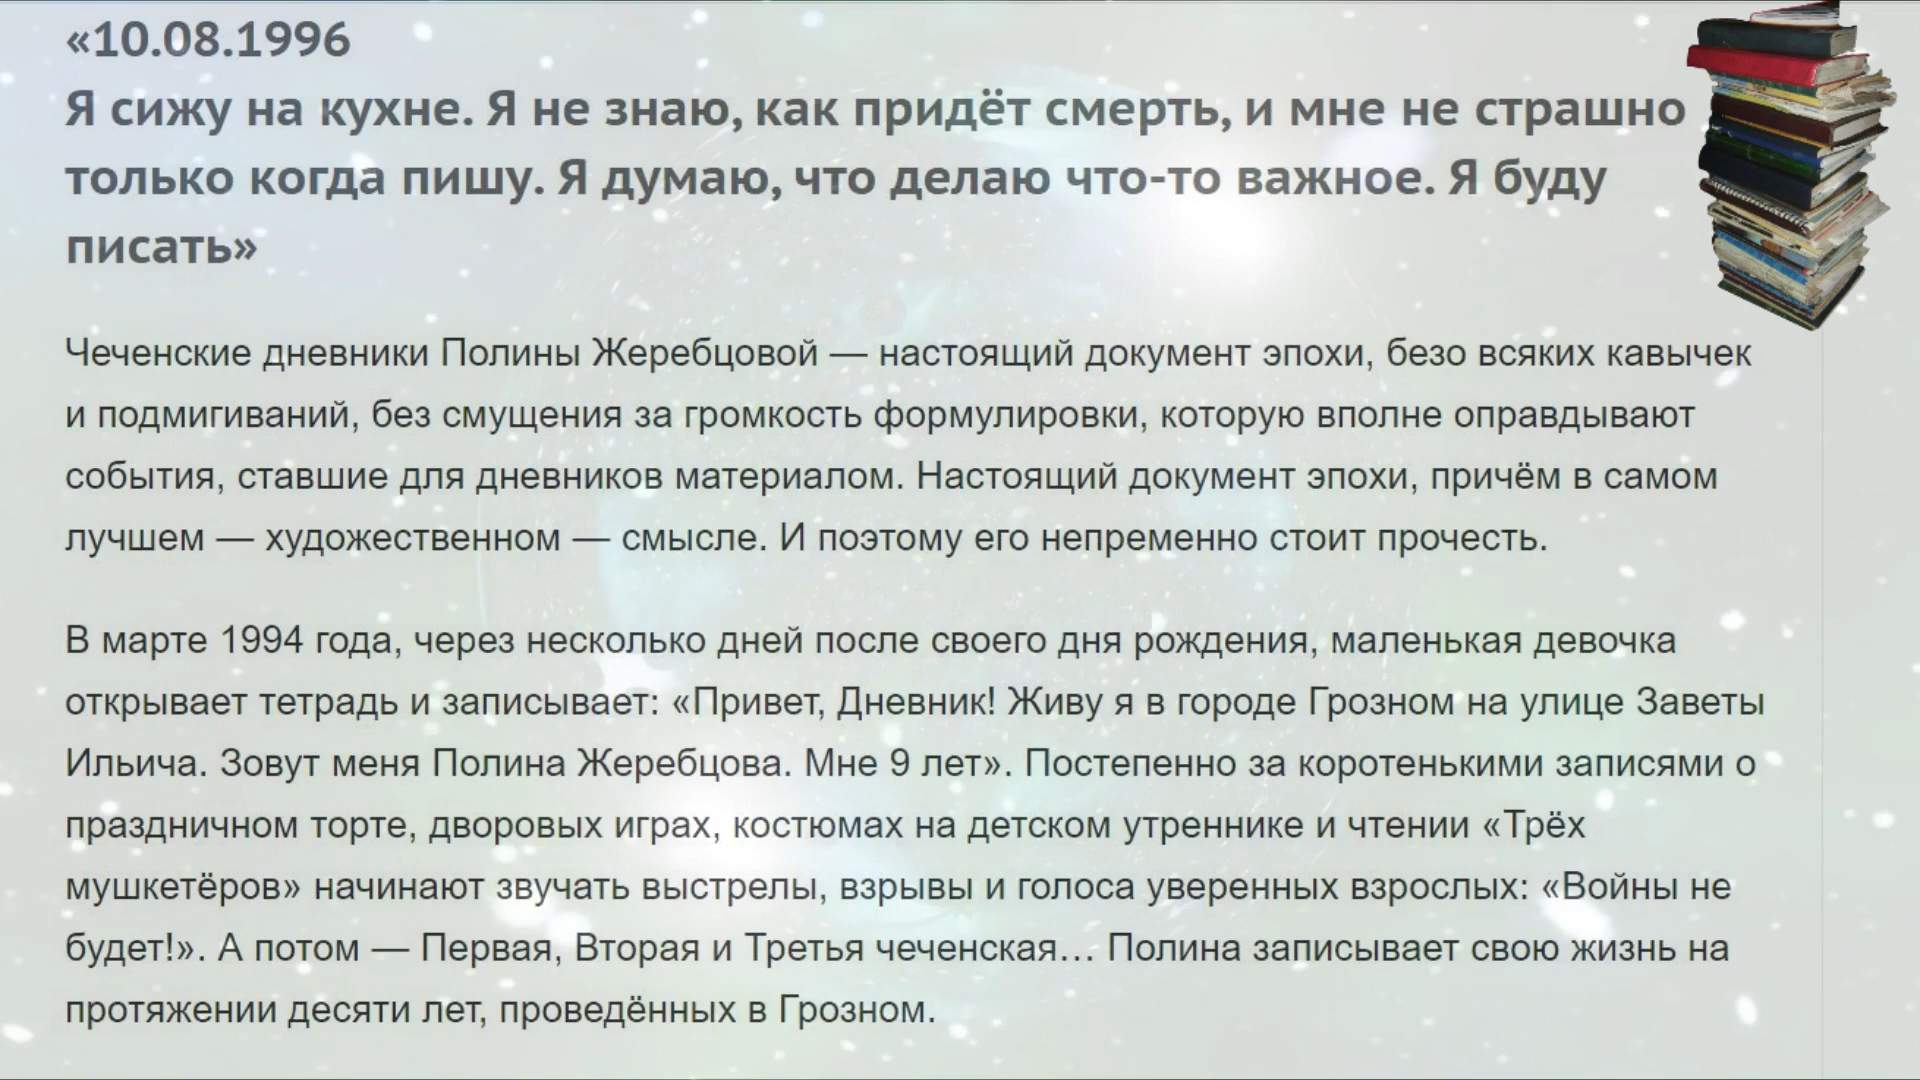 «10.08.1996
Я сижу на кухне. Я не знаю, как придёт смерть, и мне не страшно
только когда пишу. Я думаю, что делаю что-то важное. Я буду
писать»
Чеченские дневники Полины Жеребцовой — настоящий документ эпохи, безо всяких кавычек
и подмигиваний, без смущения за громкость формулировки, которую вполне оправдывают
события, ставшие для дневников материалом. Настоящий документ эпохи, причём в самом
лучшем — художественном — смысле. И поэтому его непременно стоит прочесть.
В марте 1994 года, через несколько дней после своего дня рождения, маленькая девочка
открывает тетрадь и записывает: «Привет, Дневник! Живу я в городе Грозном на улице Заветы
Ильича. Зовут меня Полина Жеребцова. Мне 9 лет». Постепенно за коротенькими записями о
праздничном торте, дворовых играх, костюмах на детском утреннике и чтении «Трёх
мушкетёров» начинают звучать выстрелы, взрывы и голоса уверенных взрослых: «Войны не
будет!». А потом — Первая, Вторая и Третья чеченская… Полина записывает свою жизнь на
протяжении десяти лет, проведённых в Грозном.